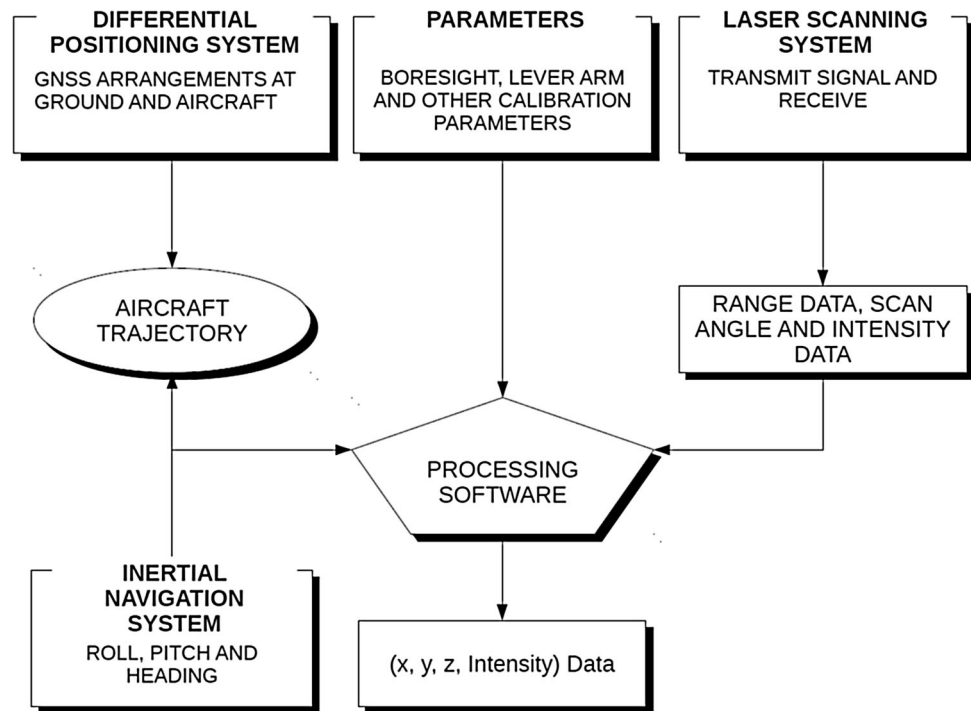 DIFFERENTIAL
POSITIONING SYSTEM
GNSS ARRANGEMENTS AT
GROUND AND AIRCRAFT
PARAMETERS
BORESIGHT, LEVER ARM
AND OTHER CALIBRATION
PARAMETERS
LASER SCANNING
SYSTEM
TRANSMIT SIGNAL AND
RECEIVE
AIRCRAFT
TRAJECTORY
RANGE DATA, SCAN
ANGLE AND INTENSITY
DATA
PROCESSING
SOFTWARE
INERTIAL
NAVIGATION
SYSTEM
ROLL, PITCH AND
HEADING
(x, y, z, Intensity) Data